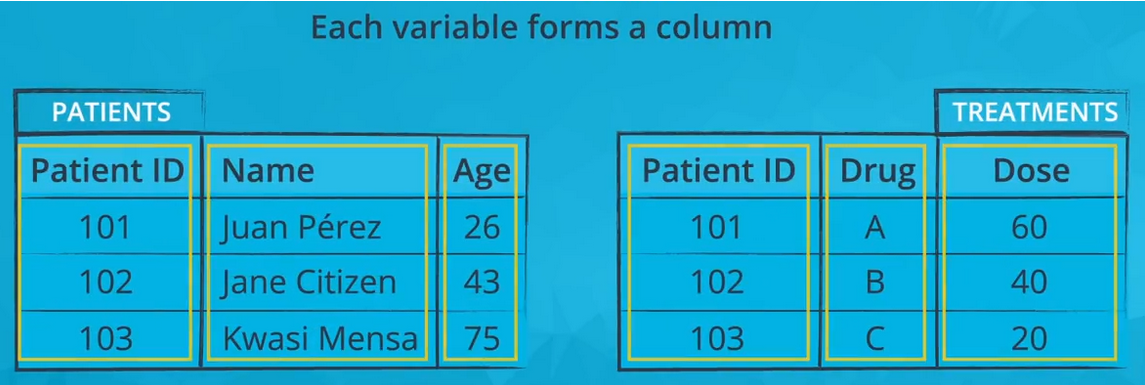 Each variable forms a column
PATIENTS
Patient ID Name Age
101 Juan Pérez 26
102 Jane Citizen 43
103 Kwasi Mensa 75
TREATMENTS
Patient ID Drug Dose
101 A 60
102 B 40
103 C 20